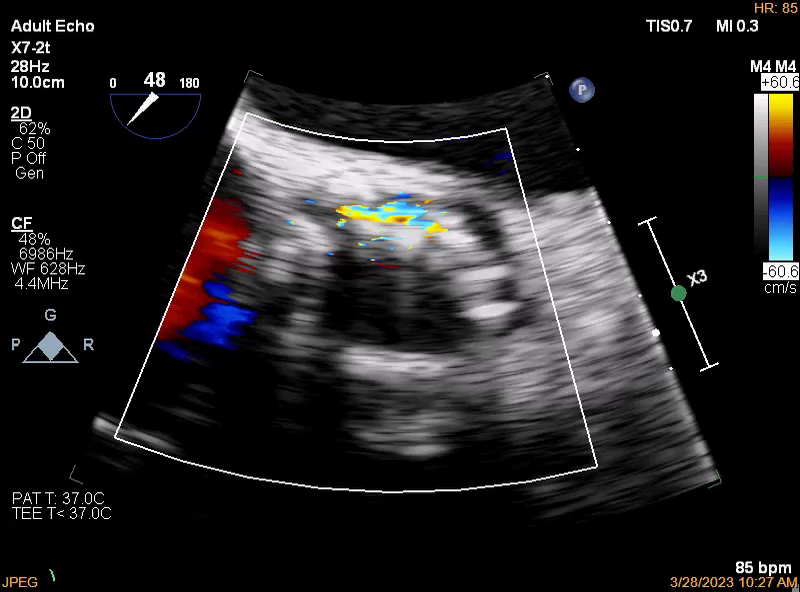 HR: 85
Adult Echo
TIS0.7 MI 0.3
X7-2t
28Hz
10.0cm
0 48 180
M4 M4
+60.6
P
2D
62%
C 50
P Off
Gen
CF
48%
6986Hz
WF 628Hz
4.4MHz
-60.6
cm/s
X3
G
P R
PAT T: 37.0C
TEE T< 37.0C
85 bpm
JPEG
3/28/2023 10:27 AM